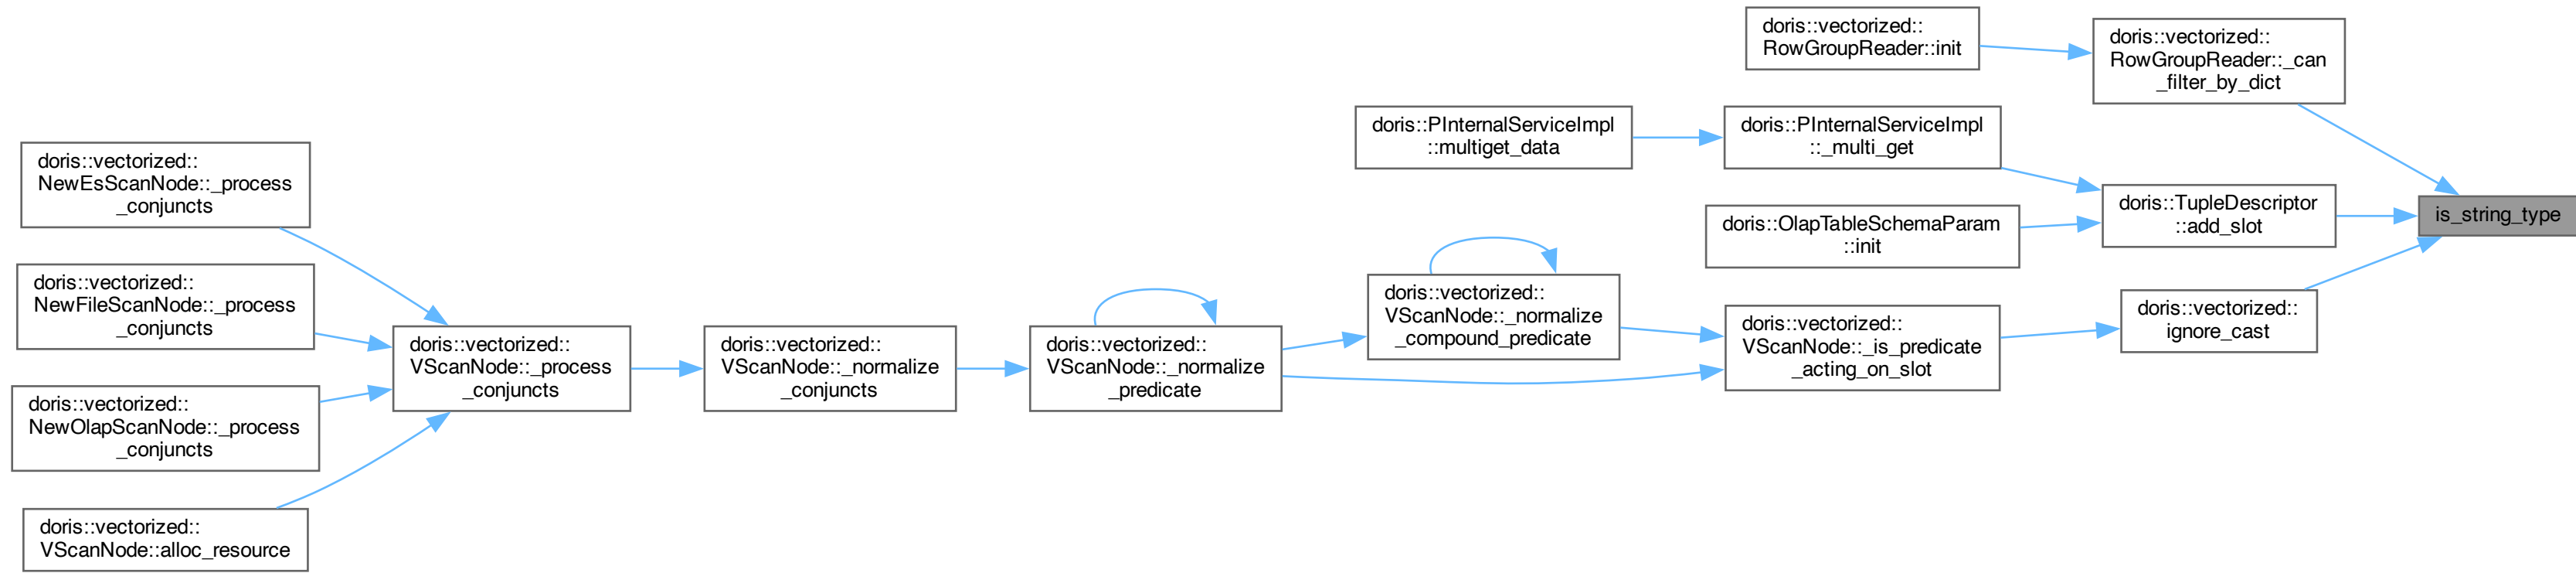 doris::vectorized::
RowGroupReader::init
doris::vectorized::
RowGroupReader::_can
_filter_by_dict
doris::PInternalServiceImpl
::multiget_data
doris::PInternalServiceImpl
::_multi_get
doris::vectorized::
NewEsScanNode::_process
_conjuncts
doris::TupleDescriptor
::add_slot
is_string_type
doris::OlapTableSchemaParam
::init
doris::vectorized::
NewFileScanNode::_process
_conjuncts
doris::vectorized::
VScanNode::_process
_conjuncts
doris::vectorized::
VScanNode::_normalize
_conjuncts
doris::vectorized::
VScanNode::_normalize
_predicate
doris::vectorized::
VScanNode::_normalize
_compound_predicate
doris::vectorized::
VScanNode::_is_predicate
_acting_on_slot
doris::vectorized::
ignore_cast
doris::vectorized::
NewOlapScanNode::_process
_conjuncts
doris::vectorized::
VScanNode::alloc_resource